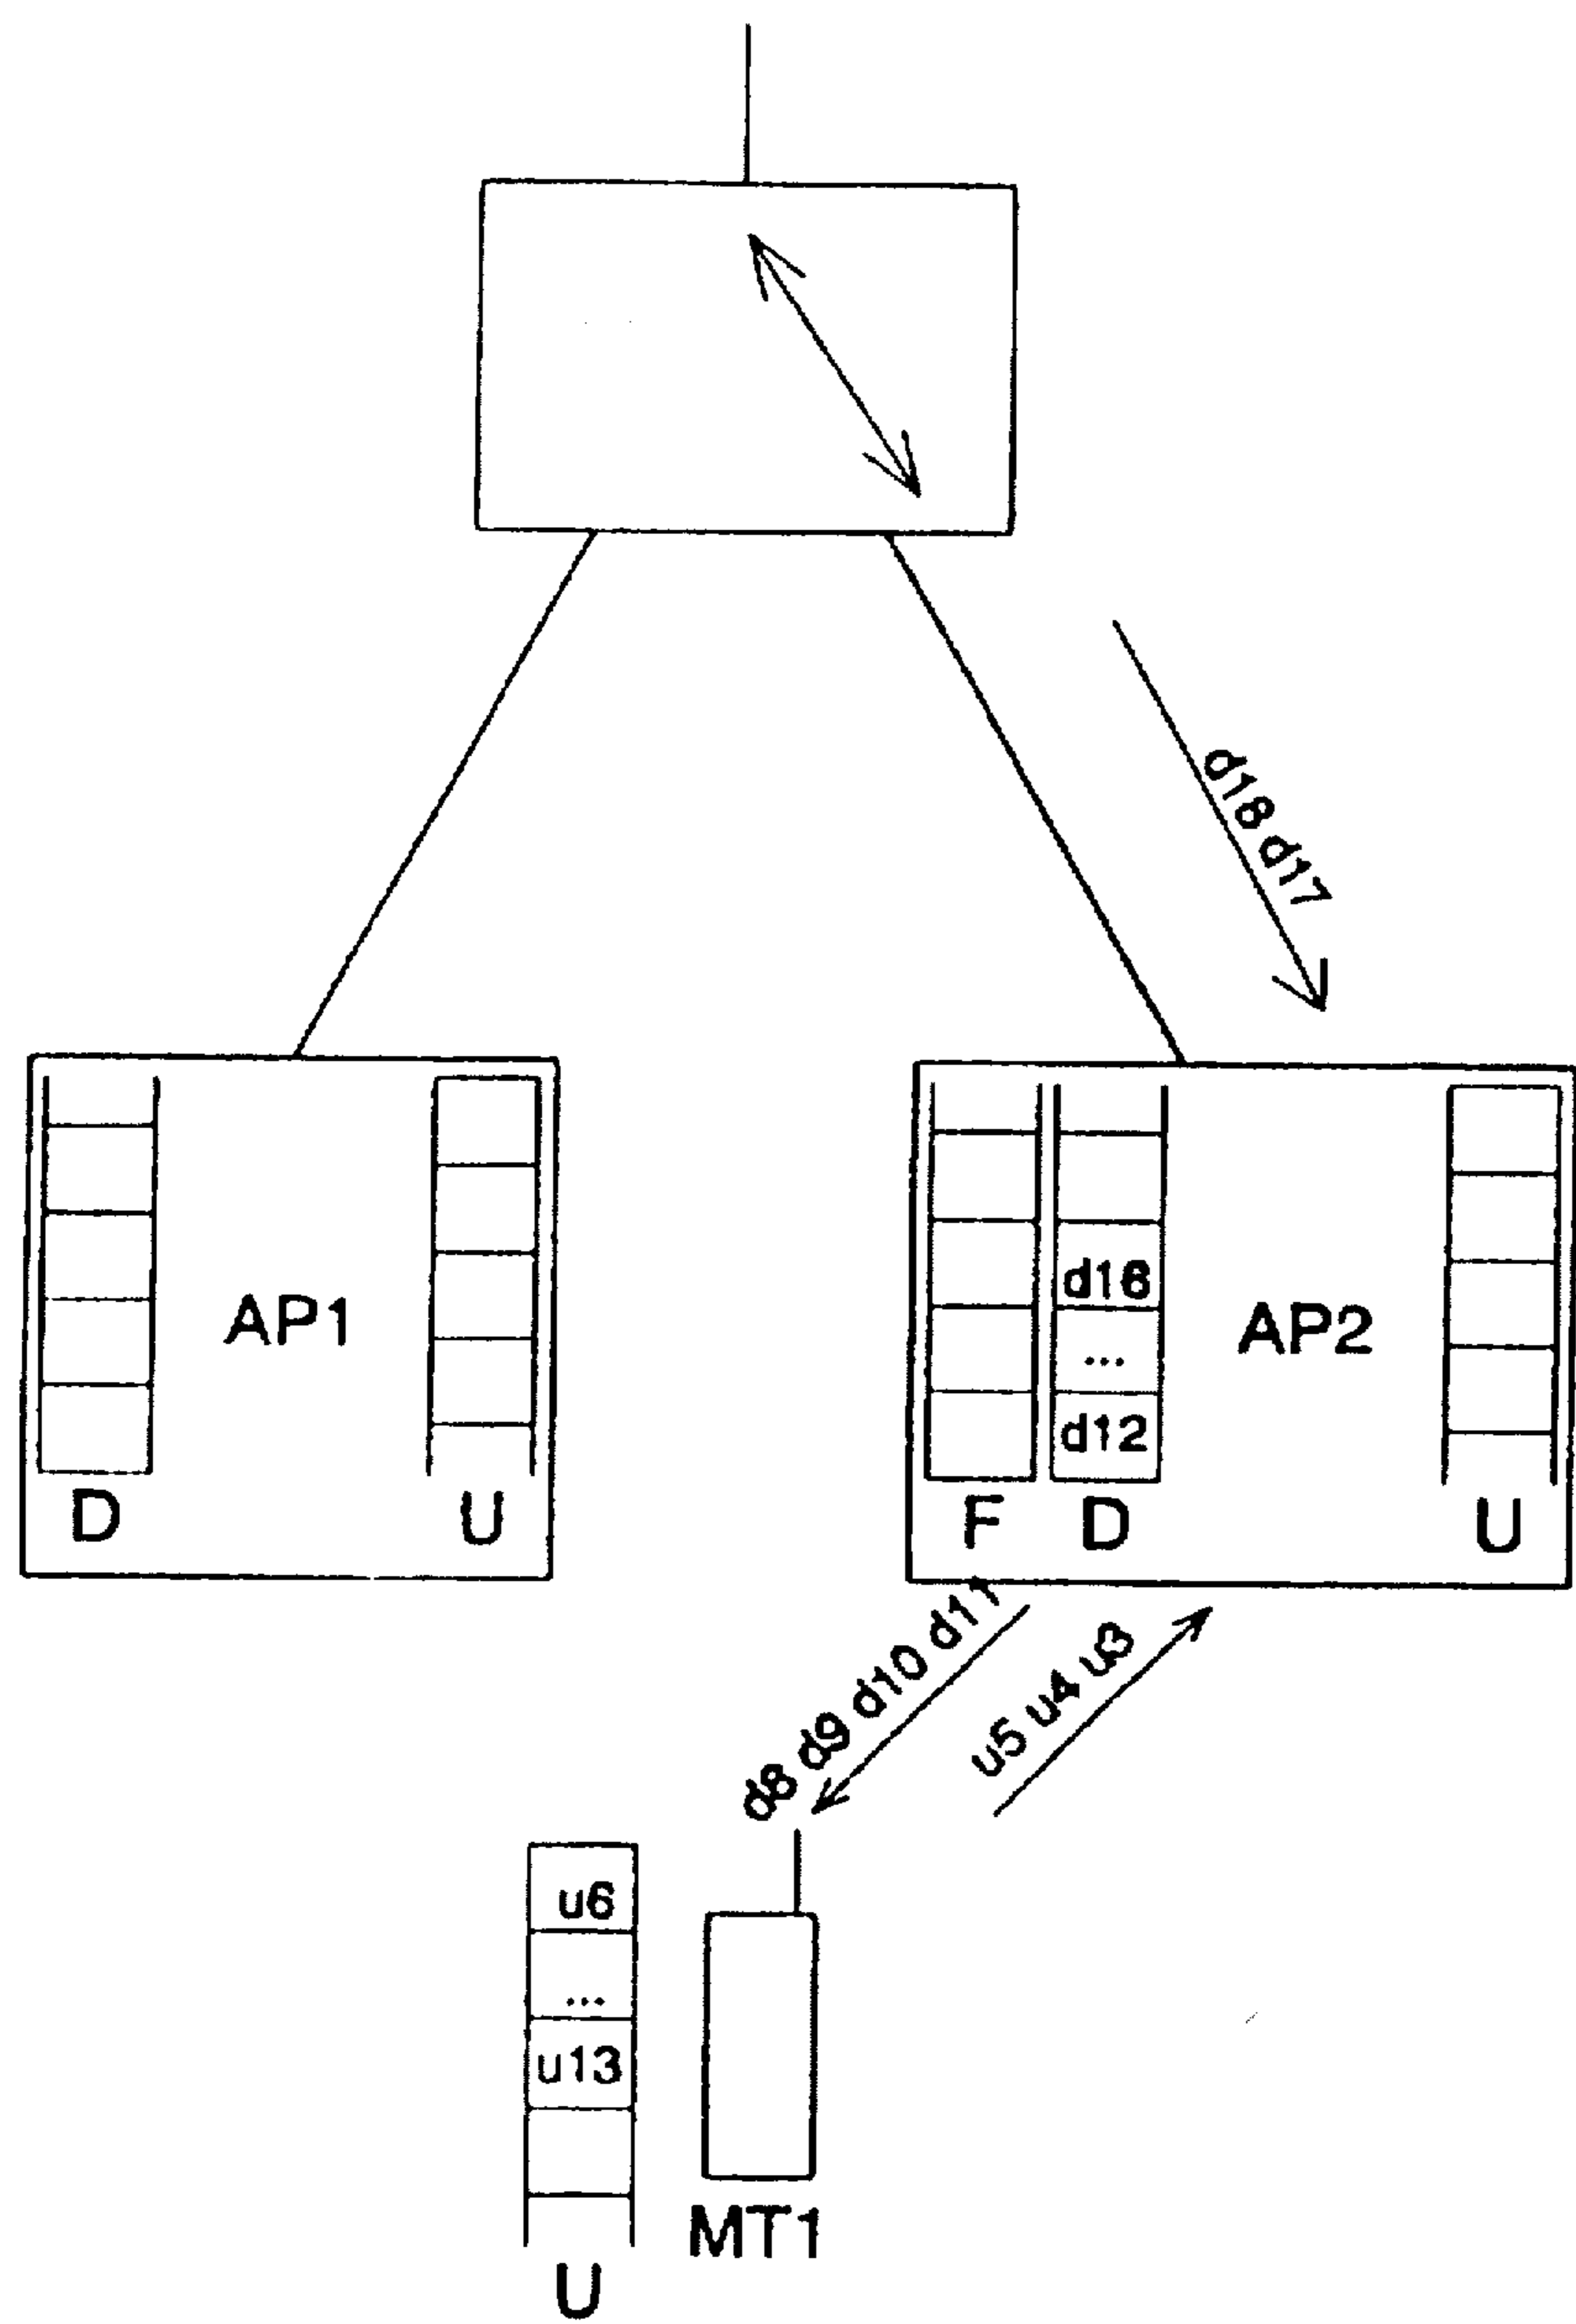 d18 d17
d16
AP1
AP2
...
d12
D
U
F
D
U
d8 d9 d10 d11
u5 u4 u3
u6
...
u13
MT1
U